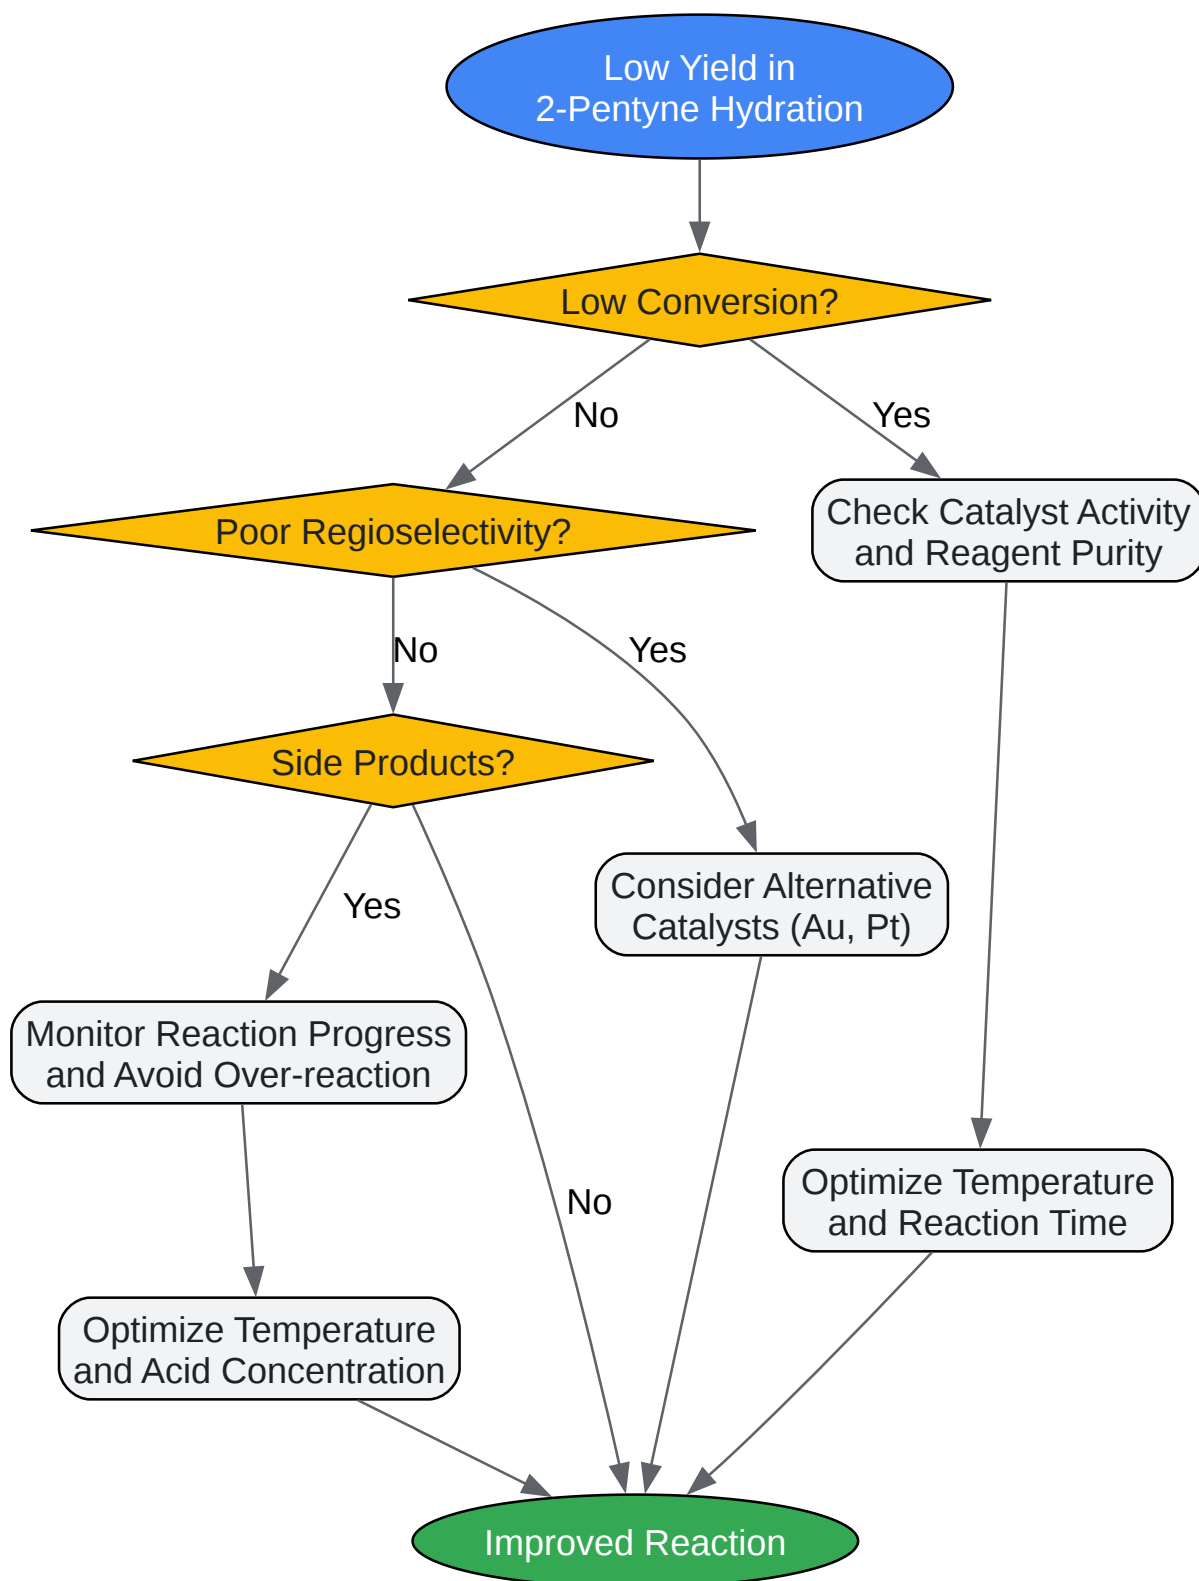 Low Yield in
2-Pentyne Hydration
Low Conversion?
No
Yes
Check Catalyst Activity
and Reagent Purity
Poor Regioselectivity?
No
Yes
Side Products?
Consider Alternative
Catalysts (Au, Pt)
Yes
Monitor Reaction Progress
and Avoid Over-reaction
No
Optimize Temperature
and Reaction Time
Optimize Temperature
and Acid Concentration
Improved Reaction